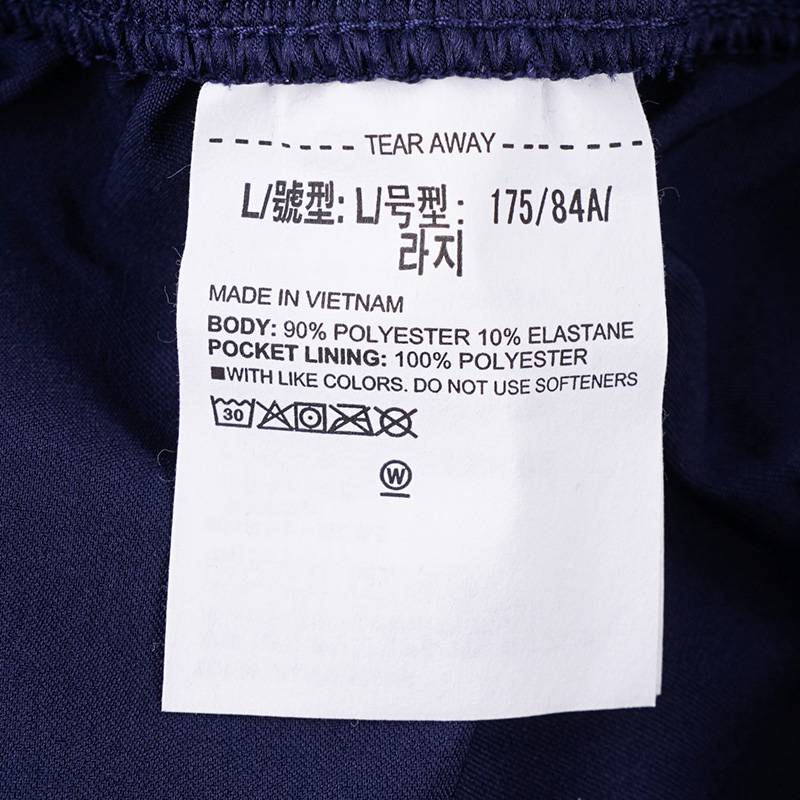 TEAR AWAY
L/號型: L/号型: 175/84A/
라지
MADE IN VIETNAM
BODY: 90% POLYESTER 10% ELASTANE
POCKET LINING: 100% POLYESTER
■WITH LIKE COLORS. DO NOT USE SOFTENERS
30
W